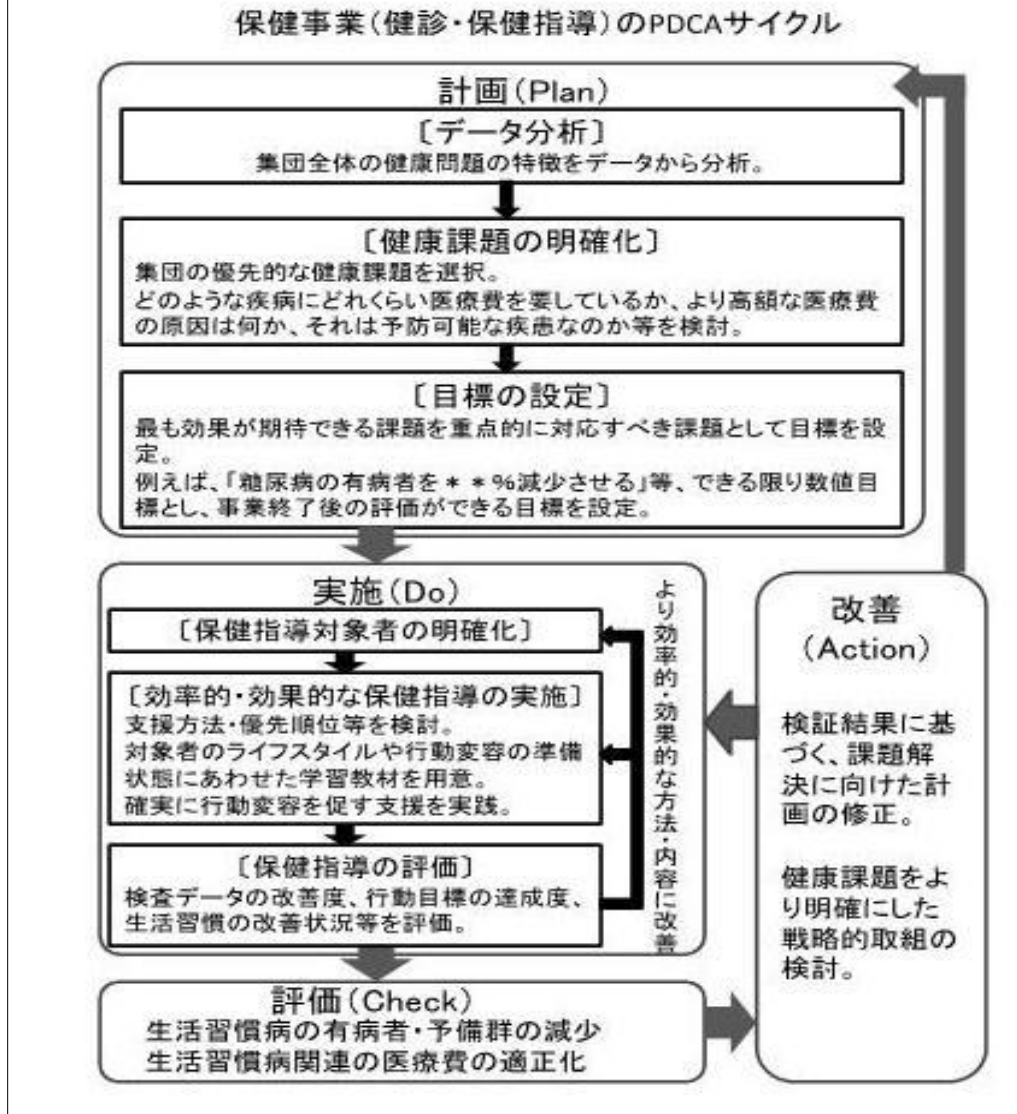 保健事業(健診・保健指導)のPDCAサイクル
計画(Plan)
〔データ分析〕
集団全体の健康問題の特徴をデータから分析。
〔健康課題の明確化〕
集団の優先的な健康課題を選択。
どのような疾病にどれくらい医療費を要しているか、より高額な医療費
の原因は何か、それは予防可能な疾患なのか等を検討。
〔目標の設定〕
最も効果が期待できる課題を重点的に対応すべき課題として目標を設
定。
例えば、「糖尿病の有病者を＊＊%減少させる」等、できる限り数値目
標とし、事業終了後の評価ができる目標を設定。
実施(Do)
〔保健指導対象者の明確化〕
〔効率的・効果的な保健指導の実施〕
支援方法・優先順位等を検討。
対象者のライフスタイルや行動変容の準備
状態にあわせた学習教材を用意。
確実に行動変容を促す支援を実践。
〔保健指導の評価〕
検査データの改善度、行動目標の達成度、
生活習慣の改善状況等を評価。
より効率的・効果的な方法・内容に改善
評価(Check)
生活習慣病の有病者・予備群の減少
生活習慣病関連の医療費の適正化
改善
(Action)
検証結果に基
づく、課題解
決に向けた計
画の修正。
健康課題をよ
り明確にした
戦略的取組の
検討。